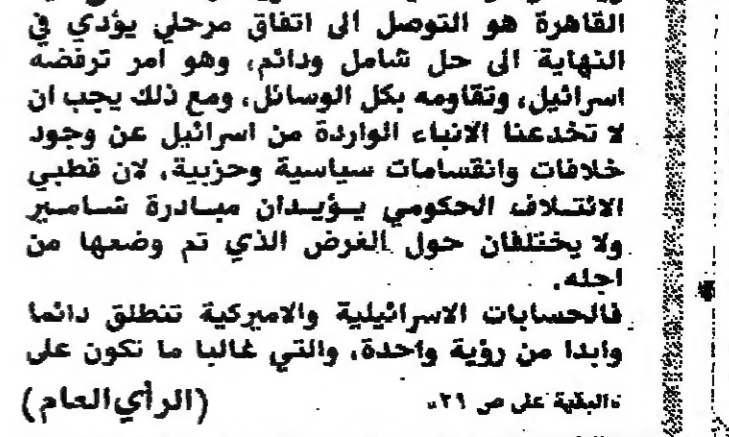 القاهرة هو التوصل الى اتفاق مرحلي يؤدي في
النهاية الى حل شامل ودائم، وهو امر ترفضه
اسرائيل، وتقاومه بكل الوسائل، ومع ذلك يجب ان
لا تخدعنا الانباء الواردة من اسرائيل عن وجود
خلافات وانقسامات سياسية وحزبية، لان قطبي
الائتلاف الحكومي يؤيدان مبادرة شامير
ولا يختلفان حول الغرض الذي تم وضعها من
اجله.
فالحسابات الاسرائيلية والاميركية تنطلق دائما
وابدا من رؤية واحدة، والتي غالبا ما تكون على
«البقية على ص ٢٩»
(الرأي العام)